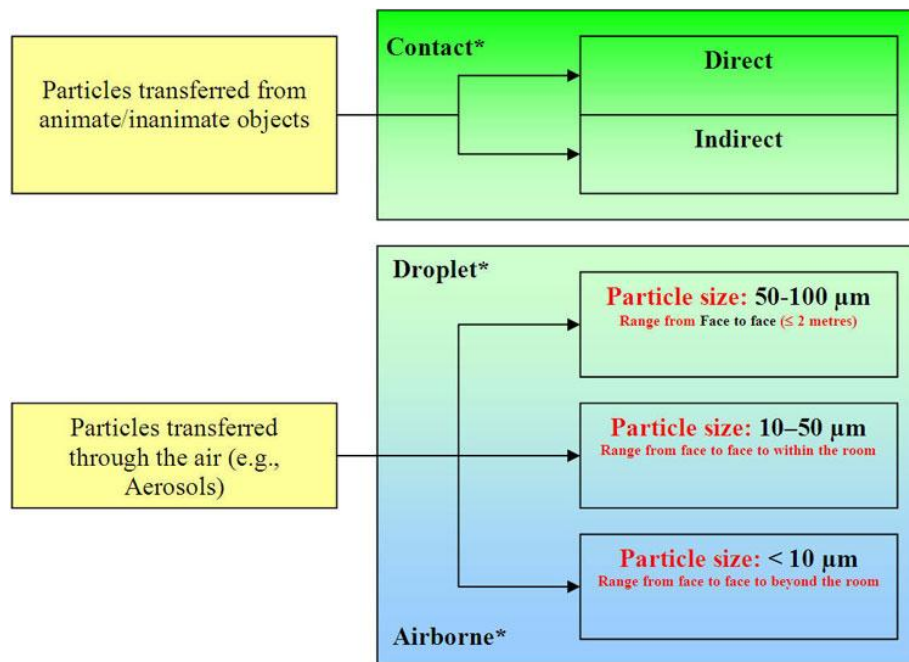 Particles transferred from
animate/inanimate objects
Contact*
Direct
Indirect
Particles transferred
through the air (e.g.,
Aerosols)
Droplet*
Particle size: 50-100 µm
Range from Face to face (≤ 2 metres)
Particle size: 10–50 µm
Range from face to face to within the room
Particle size: < 10 µm
Range from face to face to beyond the room
Airborne*